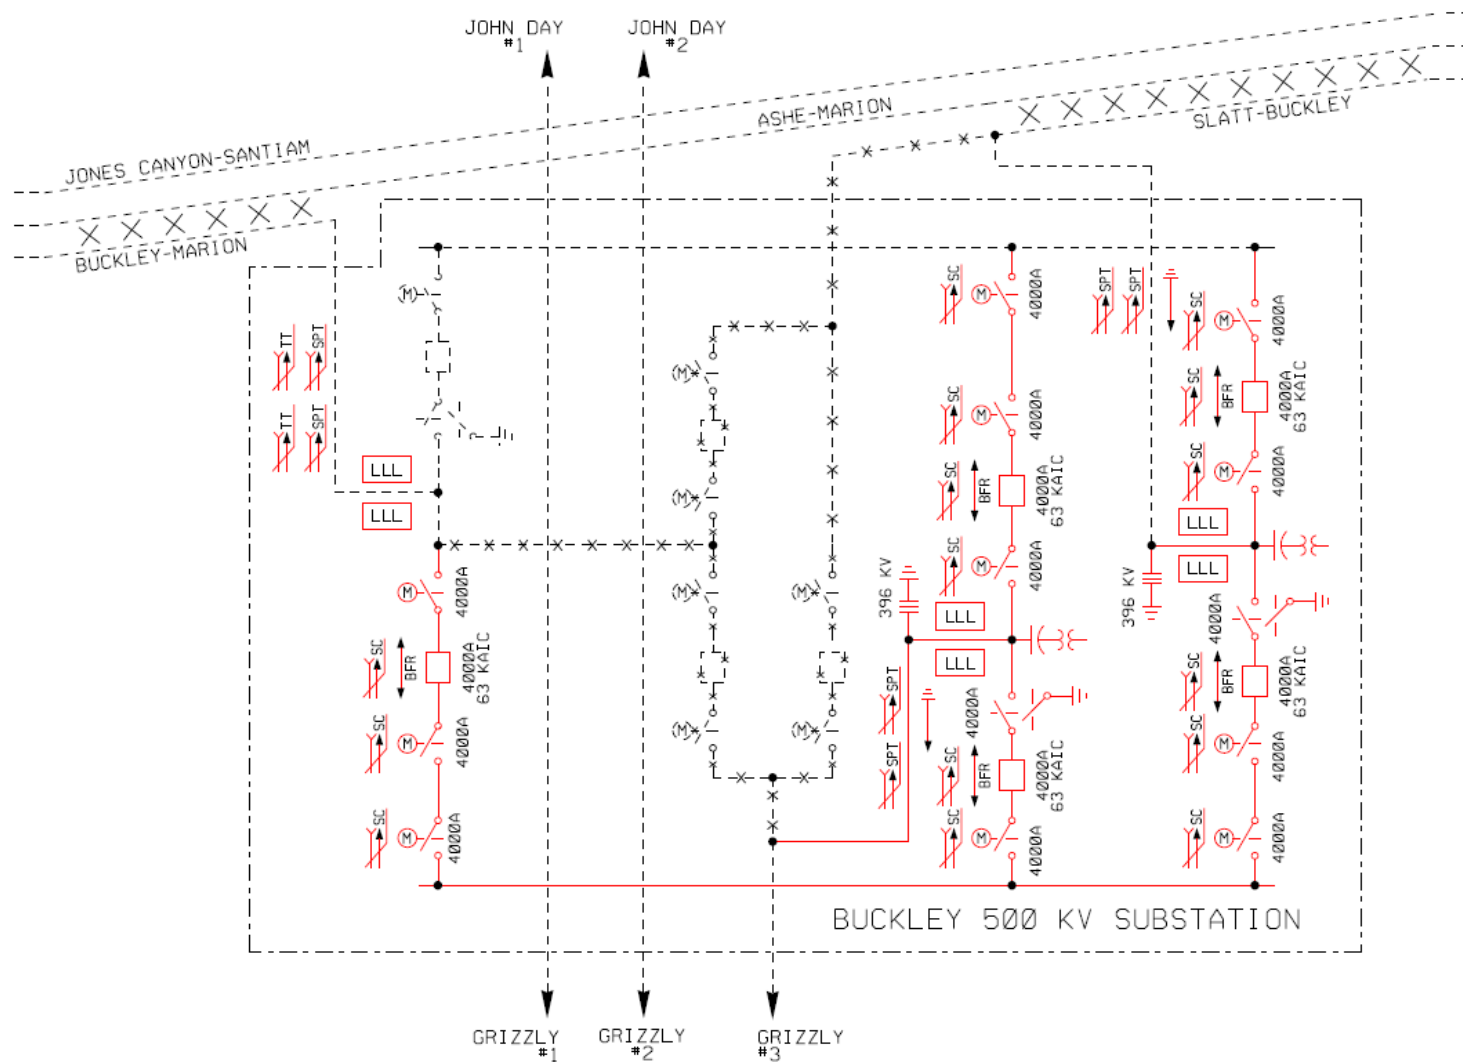 JOHN DAY
#1
JOHN DAY
#2
JONES CANYON-SANTIAM
ASHE-MARION
SLATT-BUCKLEY
BUCKLEY-MARION
M
TT
SPT
TT
SPT
LLL
LLL
M
4000A
SC
BFR
4000A
63 KAIC
SC
M
4000A
SC
M
4000A
M
M
M
M
M
M
SC
M
4000A
SC
M
4000A
SC
BFR
4000A
63 KAIC
SC
M
4000A
396 KV
LLL
LLL
SPT
SPT
4000A
SC
BFR
4000A
63 KAIC
SC
M
4000A
SPT
SPT
SC
M
4000A
SC
BFR
4000A
63 KAIC
SC
M
4000A
LLL
LLL
396 KV
4000A
SC
BFR
4000A
63 KAIC
SC
M
4000A
SC
M
4000A
BUCKLEY 500 KV SUBSTATION
GRIZZLY
#1
GRIZZLY
#2
GRIZZLY
#3